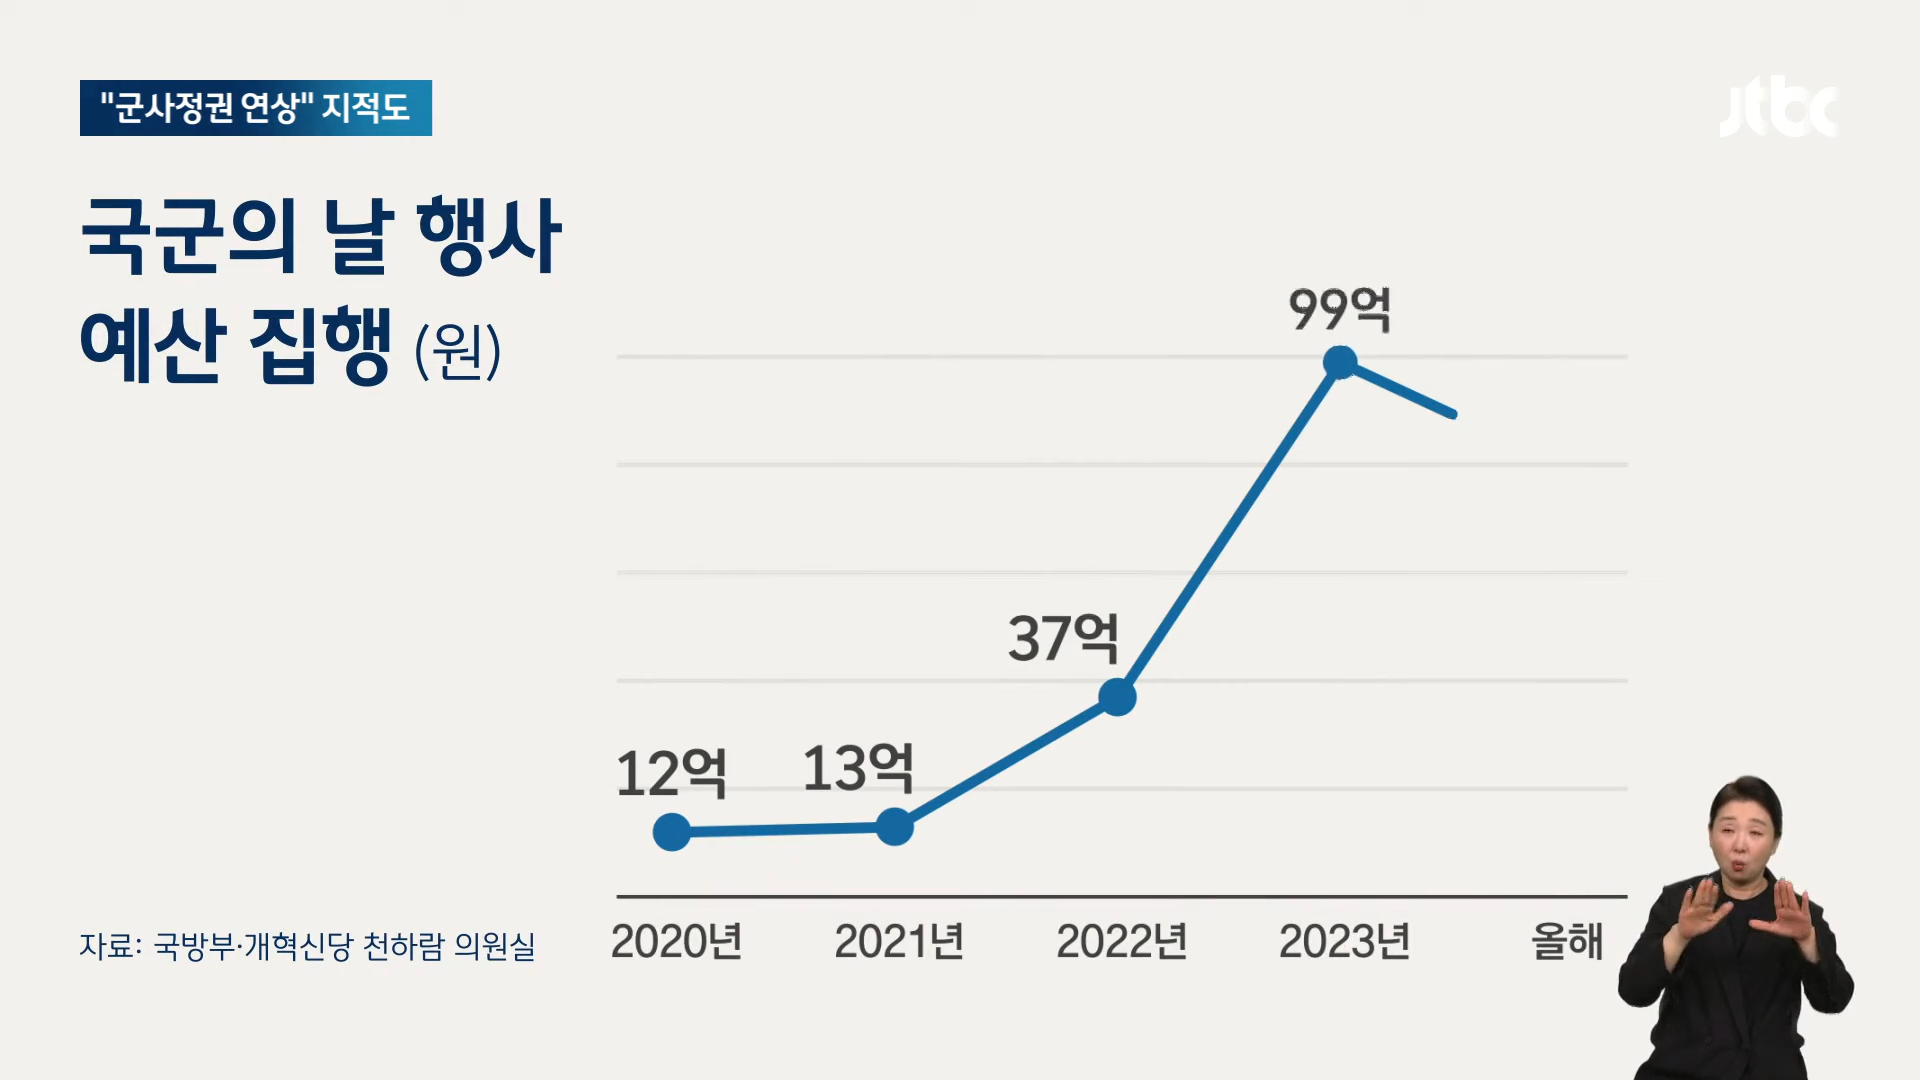 "군사정권 연상" 지적도
jtbc
국군의 날 행사
예산 집행 (원)
99억
37억
12억
13억
2020년
2021년
2022년
2023년
올해
자료: 국방부·개혁신당 천하람 의원실